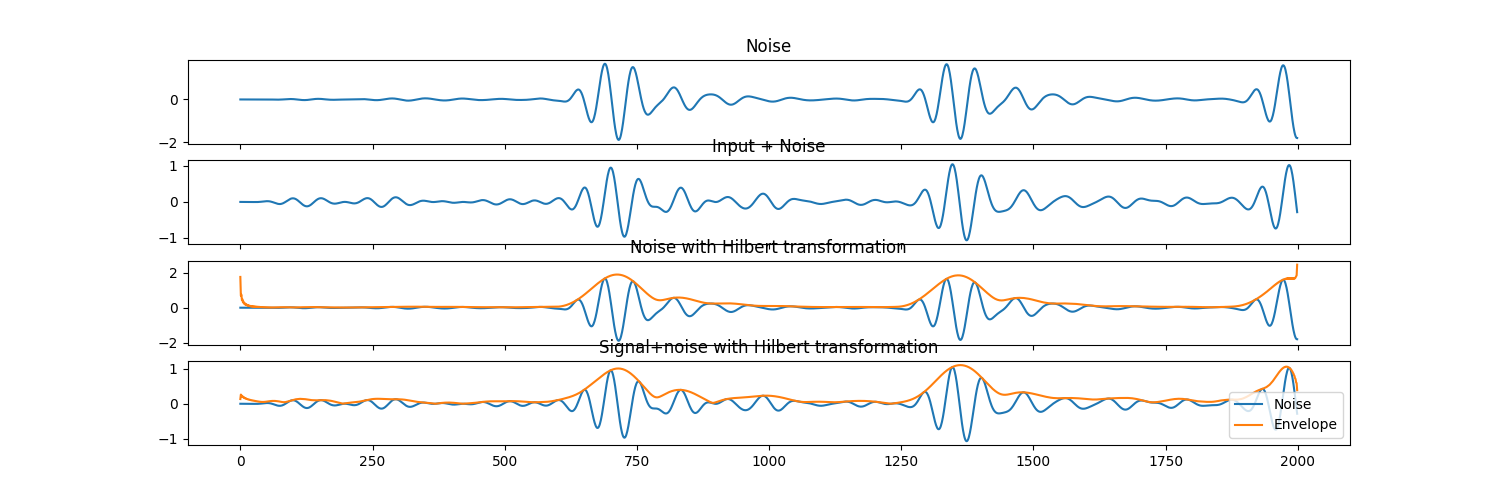 Noise
0
−2
Input + Noise
1
0
−1
Noise with Hilbert transformation
2
0
−2
Signal+noise with Hilbert transformation
1
0
−1
Noise
Envelope
0 250 500 750 1000 1250 1500 1750 2000